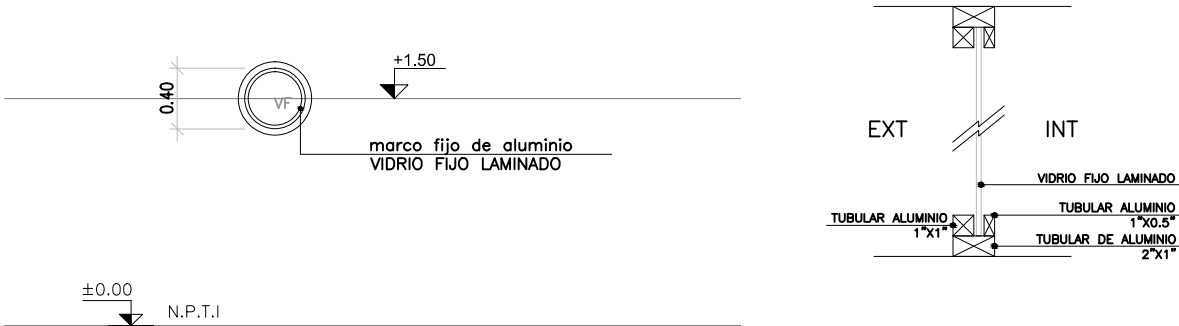 +1.50
0.40
VF
marco fijo de aluminio
VIDRIO FIJO LAMINADO
±0.00
N.P.T.I
EXT
INT
VIDRIO FIJO LAMINADO
TUBULAR ALUMINIO
1"X1"
TUBULAR ALUMINIO
1"X0.5"
TUBULAR DE ALUMINIO
2"X1"